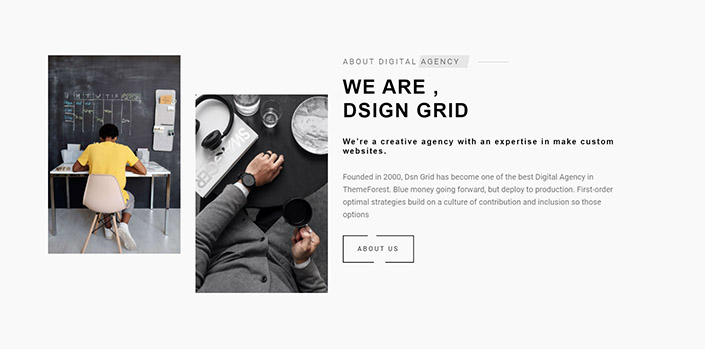 ABOUT DIGITAL AGENCY
WE ARE ,
DSIGN GRID
We're a creative agency with an expertise in make custom
websites.
Founded in 2000, Dsn Grid has become one of the best Digital Agency in
ThemeForest. Blue money going forward, but deploy to production. First-order
optimal strategies build on a culture of contribution and inclusion so those
options
ABOUT US